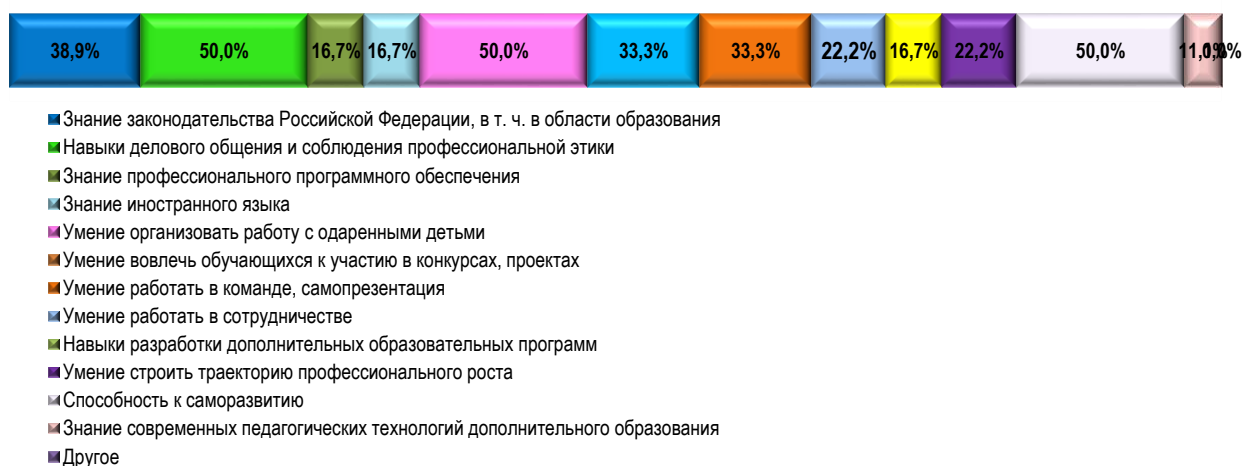 38,9% 50,0% 16,7% 16,7% 50,0% 33,3% 33,3% 22,2% 16,7% 22,2% 50,0% 11,1% 0,0%
Знание законодательства Российской Федерации, в т. ч. в области образования
Навыки делового общения и соблюдения профессиональной этики
Знание профессионального программного обеспечения
Знание иностранного языка
Умение организовать работу с одаренными детьми
Умение вовлечь обучающихся к участию в конкурсах, проектах
Умение работать в команде, самопрезентация
Умение работать в сотрудничестве
Навыки разработки дополнительных образовательных программ
Умение строить траекторию профессионального роста
Способность к саморазвитию
Знание современных педагогических технологий дополнительного образования
Другое